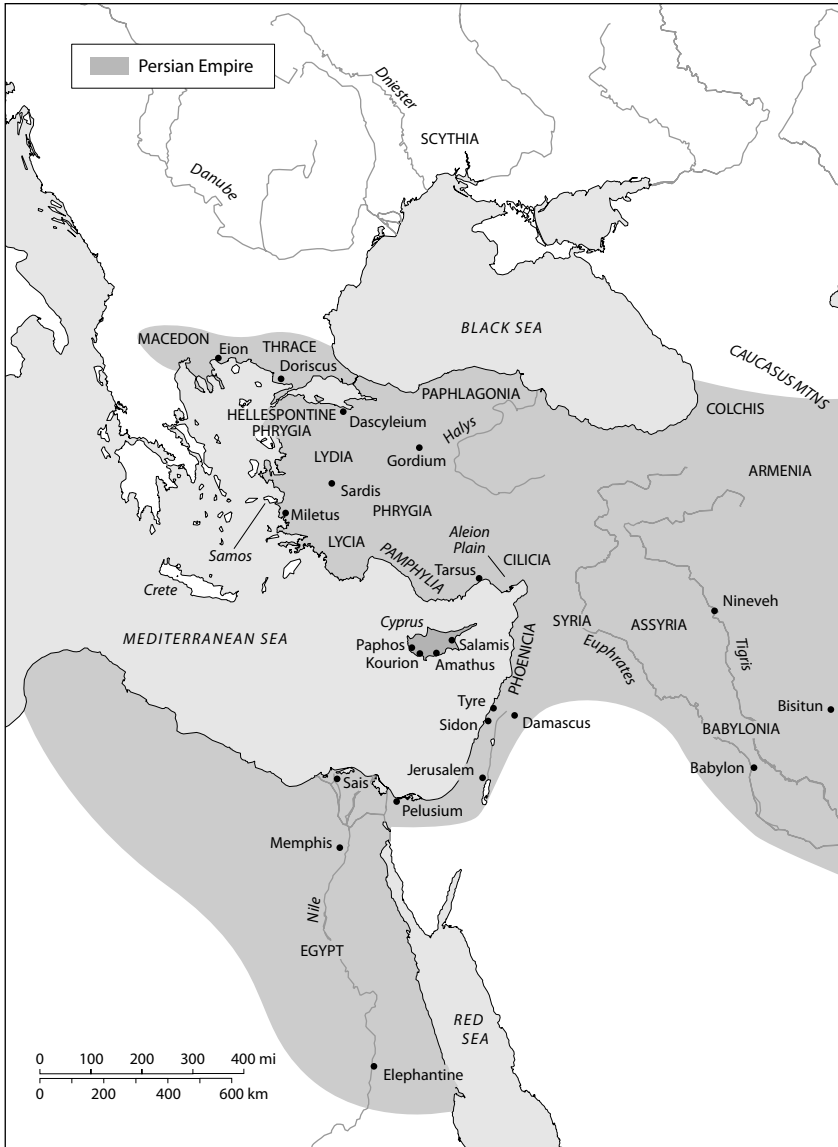 Persian Empire
Dniester
SCYTHIA
Danube
BLACK SEA
CAUCASUS MTNS
MACEDON
Eion
THRACE
Doriscus
PAPHLAGONIA
COLCHIS
HELLESPONTINE
PHRYGIA
Dascyleium
Halys
Gordium
LYDIA
ARMENIA
Sardis
Miletus
PHRYGIA
Samos
LYCIA
PAMPHYLIA
Aleion
Plain
Tarsus
CILICIA
Crete
Nineveh
MEDITERRANEAN SEA
Cyprus
Paphos
Salamis
Kourion
Amathus
PHOENICIA
SYRIA
ASSYRIA
Euphrates
Tigris
Tyre
Sidon
Damascus
Bisitun
BABYLONIA
Babylon
Jerusalem
Sais
Pelusium
Memphis
Nile
EGYPT
RED
SEA
Elephantine
0 100 200 300 400 mi
0 200 400 600 km